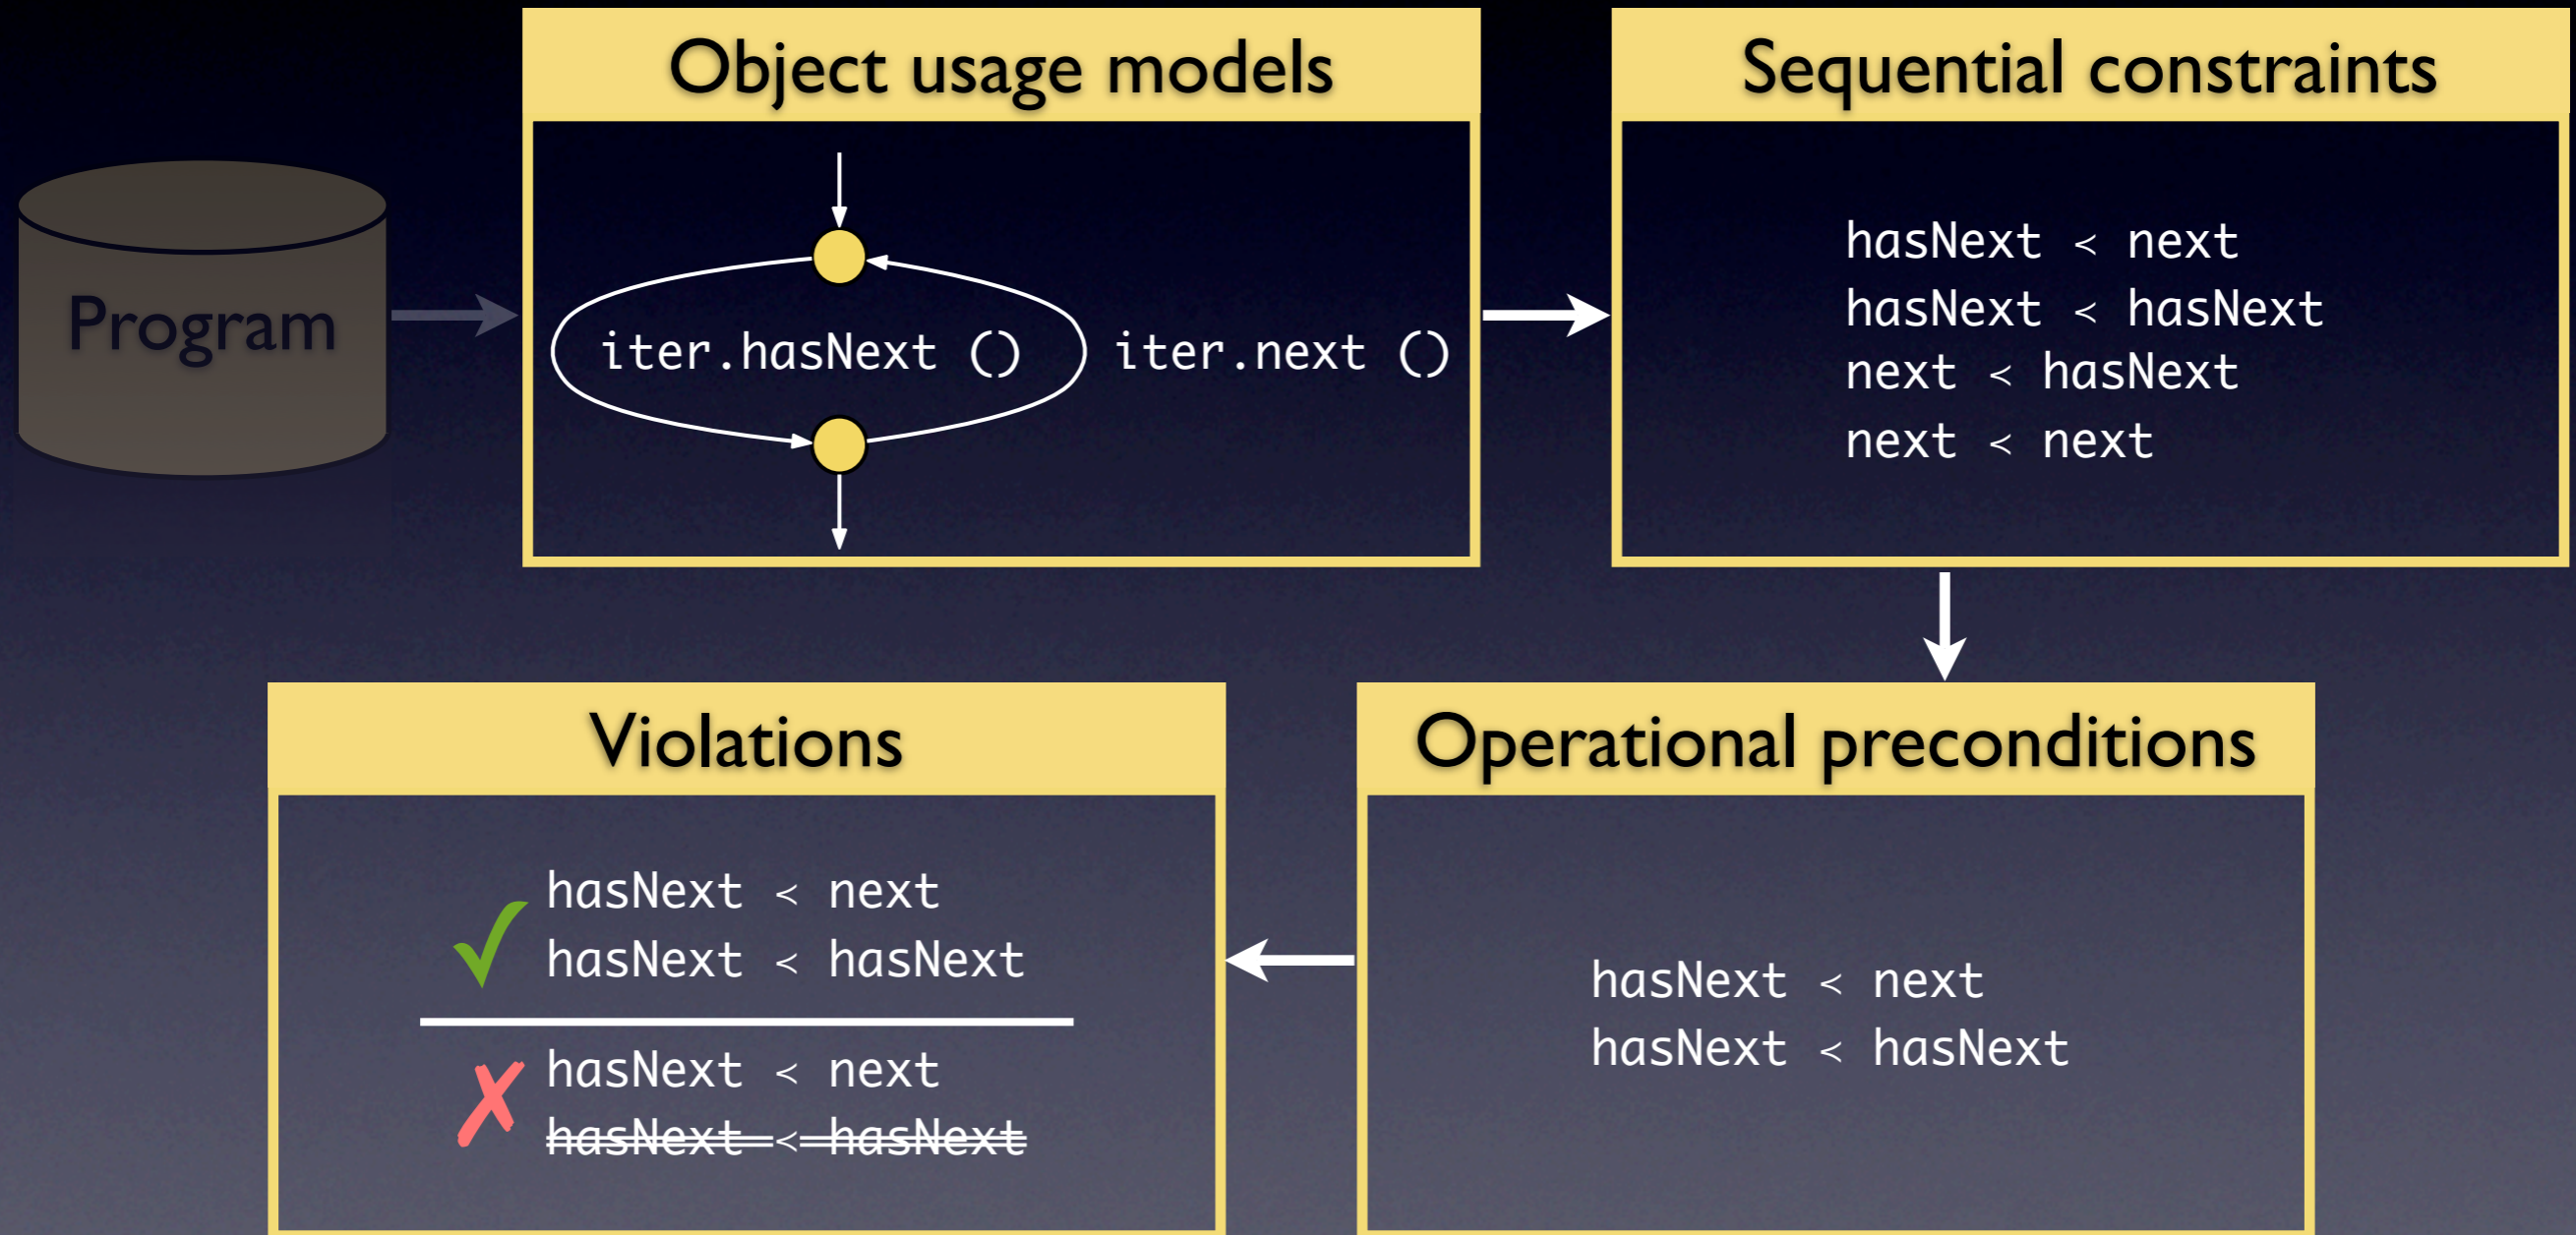 Object usage models
Sequential constraints
Program
iter.hasNext () iter.next ()
hasNext ≺ next
hasNext ≺ hasNext
next ≺ hasNext
next ≺ next
Violations
Operational preconditions
✓ hasNext ≺ next
hasNext ≺ hasNext
✗ hasNext ≺ next
hasNext ≺ hasNext
hasNext ≺ next
hasNext ≺ hasNext